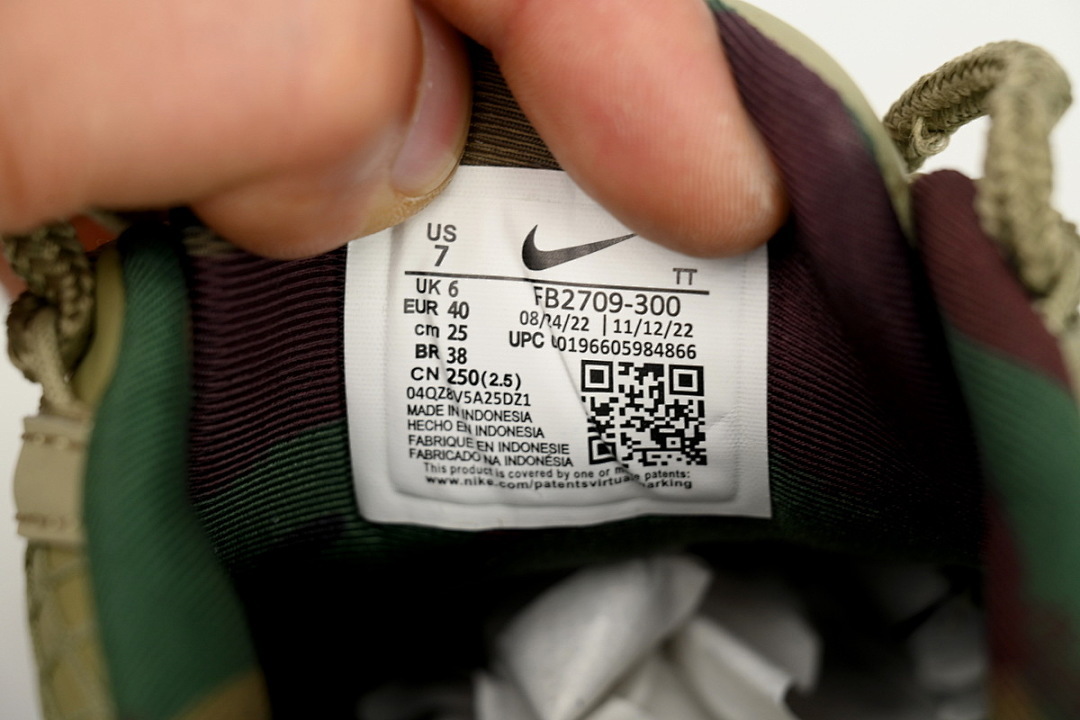 US
7
TT
UK 6
EUR 40
cm 25
BR 38
CN 250(2.5)
04QZ8V5A25DZ1
MADE IN INDONESIA
HECHO EN INDONESIA
FABRIQUE EN INDONESIE
FABRICADO NA INDONÉSIA
FB2709-300
08/24/22 | 11/12/22
UPC 00196605984866
This product is covered by one or more patents:
www.nike.com/patentsvirtualmarking